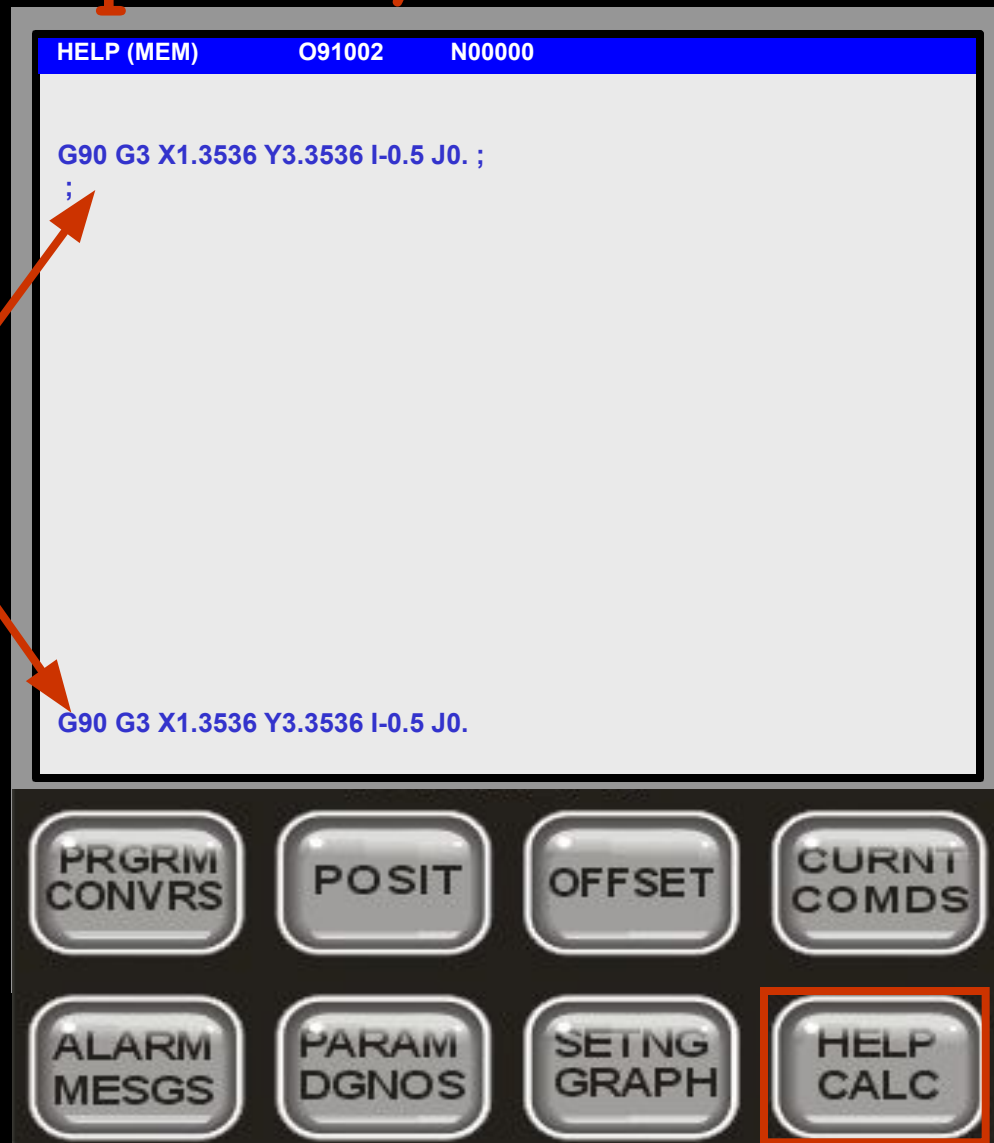 HELP (MEM) O91002 N00000
G90 G3 X1.3536 Y3.3536 I-0.5 J0. ;
;
G90 G3 X1.3536 Y3.3536 I-0.5 J0.
PRGRM
CONVRS
POSIT
OFFSET
CURNT
COMDS
ALARM
MESGS
PARAM
DGNOS
SETNG
GRAPH
HELP
CALC